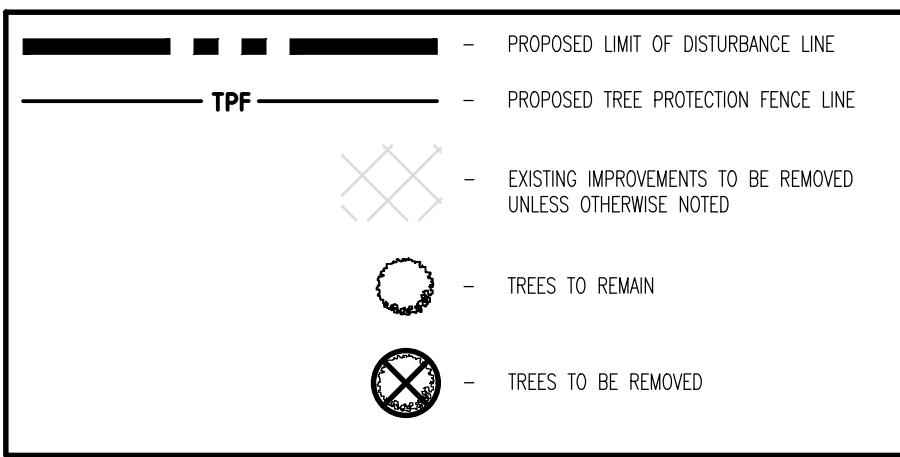 - PROPOSED LIMIT OF DISTURBANCE LINE
TPF - PROPOSED TREE PROTECTION FENCE LINE
- EXISTING IMPROVEMENTS TO BE REMOVED
UNLESS OTHERWISE NOTED
- TREES TO REMAIN
- TREES TO BE REMOVED